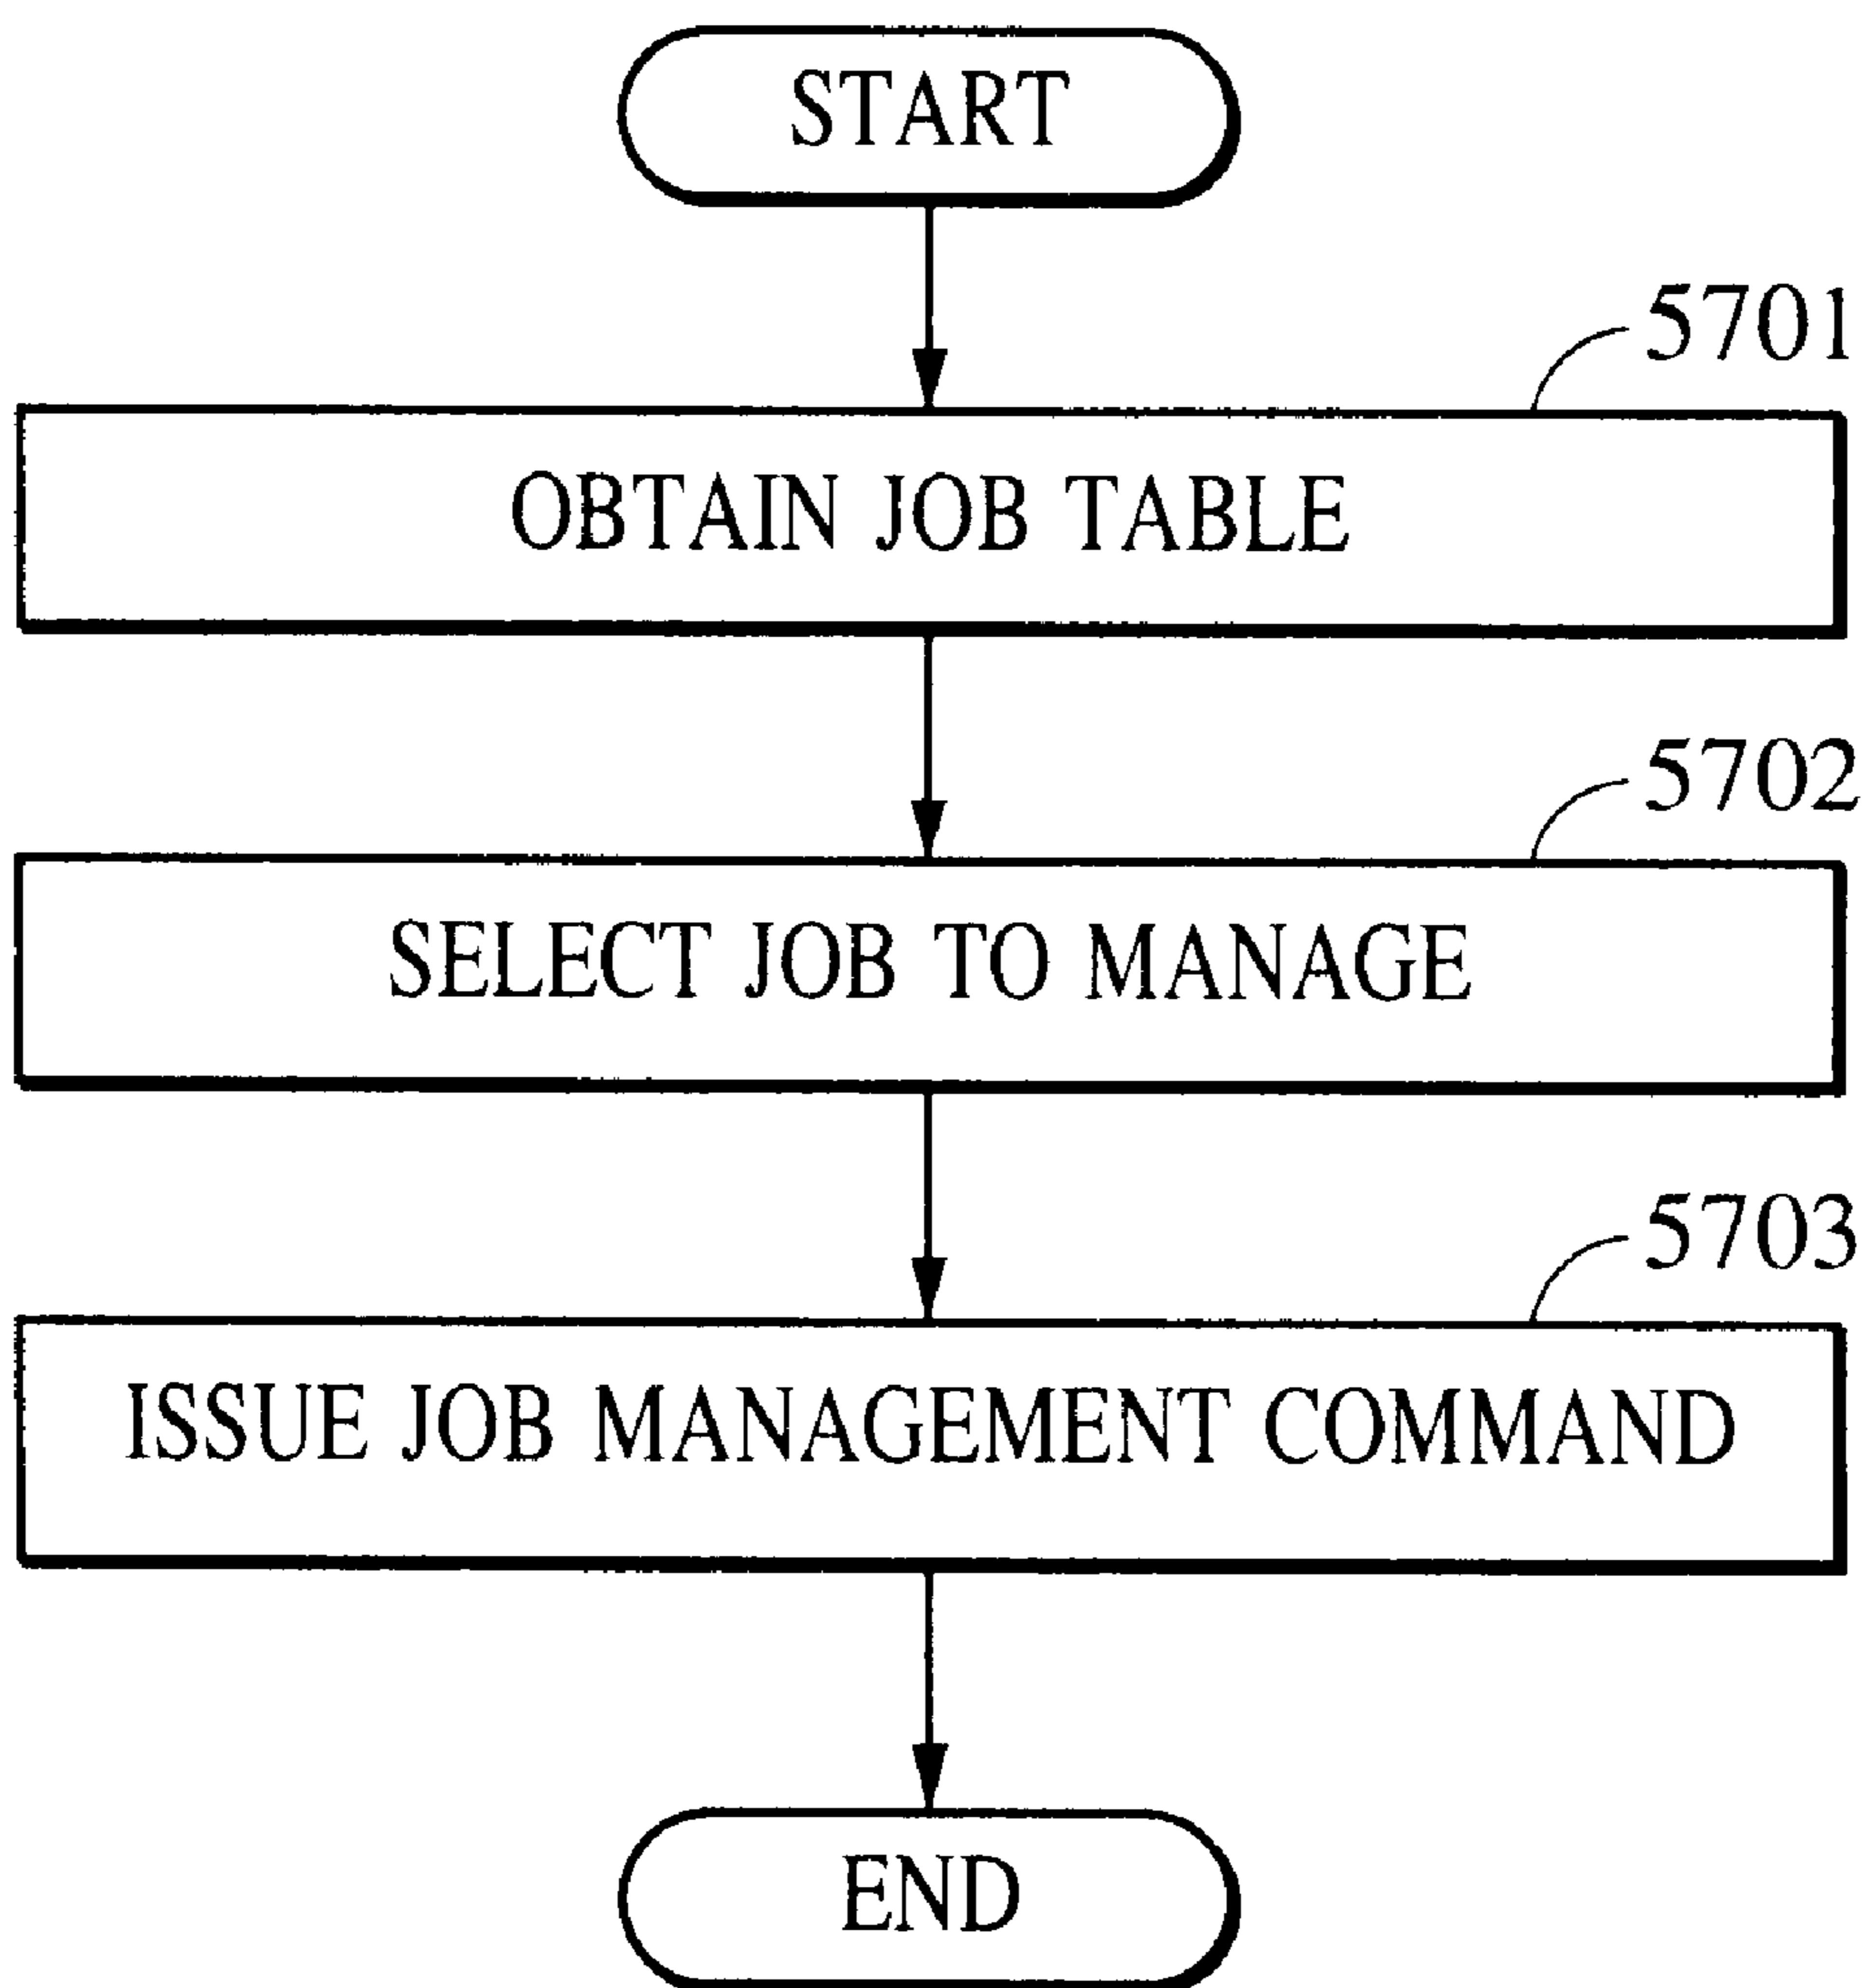 START
5701
OBTAIN JOB TABLE
5702
SELECT JOB TO MANAGE
5703
ISSUE JOB MANAGEMENT COMMAND
END